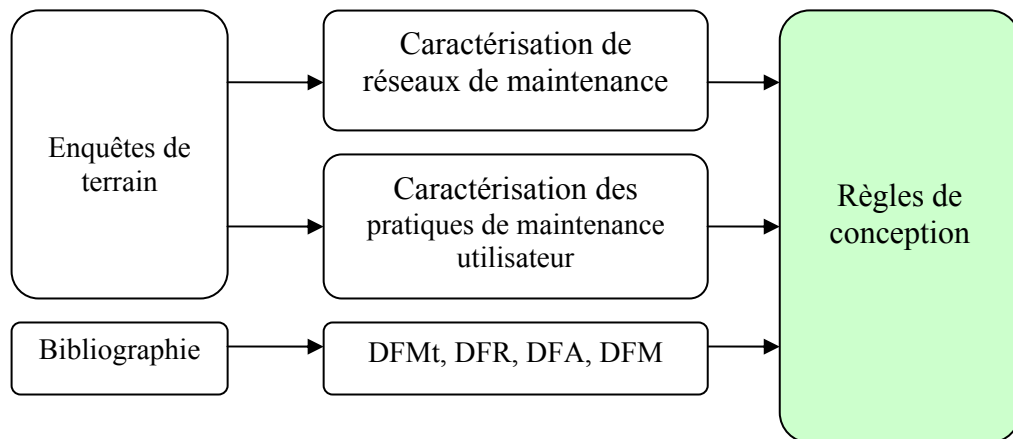 Enquêtes de
terrain
Caractérisation de
réseaux de maintenance
Caractérisation des
pratiques de maintenance
utilisateur
Règles de
conception
Bibliographie
DFMt, DFR, DFA, DFM